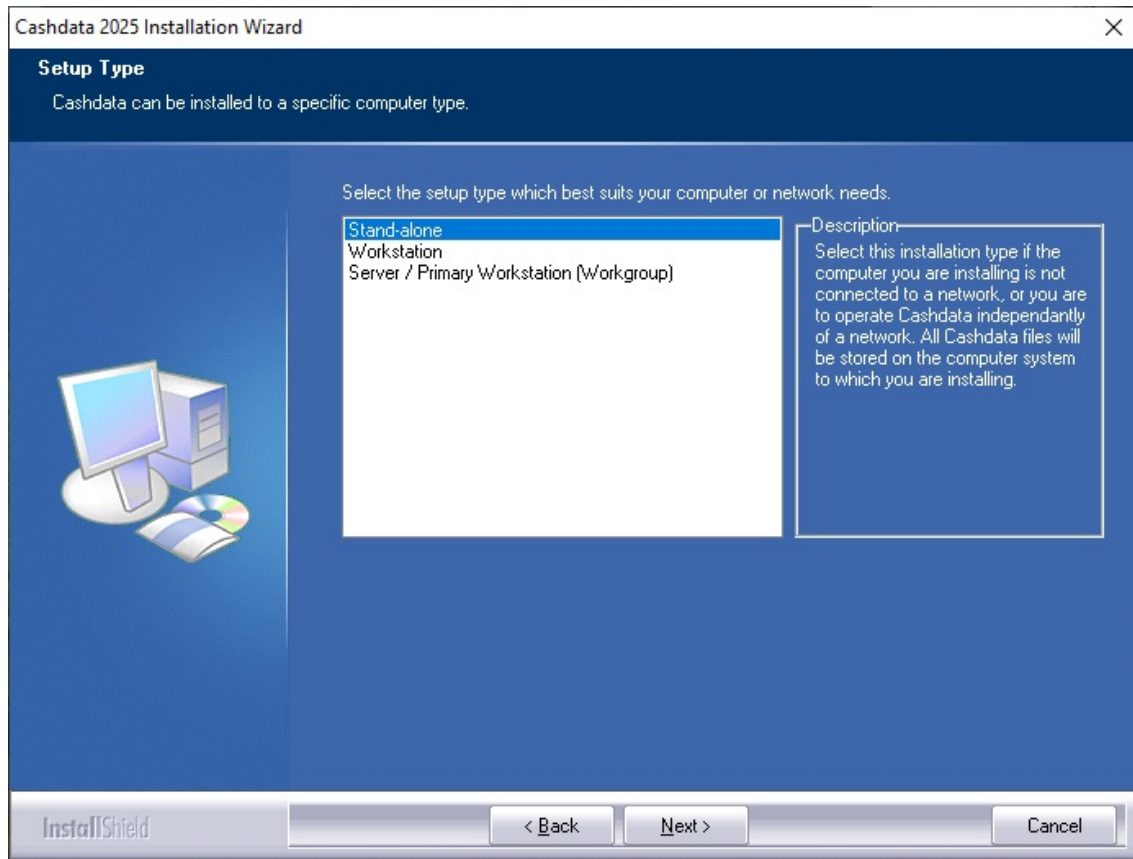 Cashdata 2025 Installation Wizard
Setup Type
Cashdata can be installed to a specific computer type.
Select the setup type which best suits your computer or network needs.
Stand-alone
Workstation
Server / Primary Workstation (Workgroup)
Description
Select this installation type if the
computer you are installing is not
connected to a network, or you are
to operate Cashdata independantly
of a network. All Cashdata files will
be stored on the computer system
to which you are installing.
InstallShield
< Back
Next >
Cancel